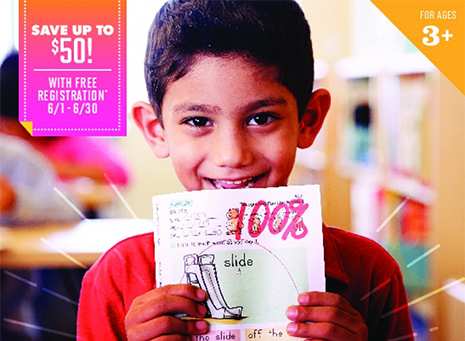 SAVE UP TO
$50!
WITH FREE
REGISTRATION*
6/1 - 6/30
FOR AGES
3+
100%
slide
the slide off the